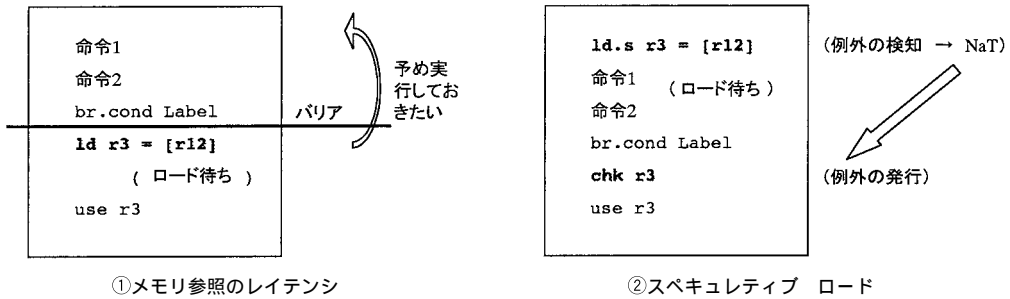 命令1
命令2
br.cond Label
バリア
ld r3 = [r12]
( ロード待ち )
use r3
予め実
行してお
きたい
①メモリ参照のレイテンシ
ld.s r3 = [r12]
(例外の検知 → NaT)
命令1
(ロード待ち)
命令2
br.cond Label
chk r3
(例外の発行)
use r3
②スペキュレティブ ロード